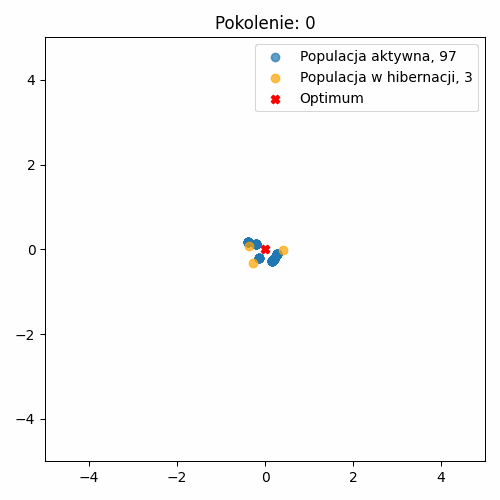 Pokolenie: 0
Populacja aktywna, 97
Populacja w hibernacji, 3
Optimum
4
2
0
−2
−4
−4
−2
0
2
4